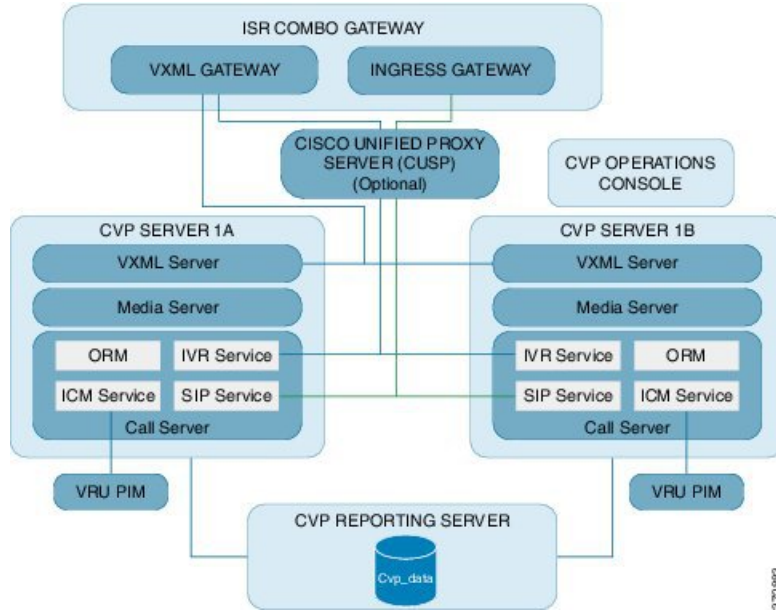 ISR COMBO GATEWAY
VXML GATEWAY
INGRESS GATEWAY
CISCO UNIFIED PROXY
SERVER (CUSP)
(Optional)
CVP OPERATIONS
CONSOLE
CVP SERVER 1A
VXML Server
Media Server
ORM
IVR Service
ICM Service
SIP Service
Call Server
VRU PIM
CVP SERVER 1B
VXML Server
Media Server
IVR Service
ORM
SIP Service
ICM Service
Call Server
VRU PIM
CVP REPORTING SERVER
Cvp_data